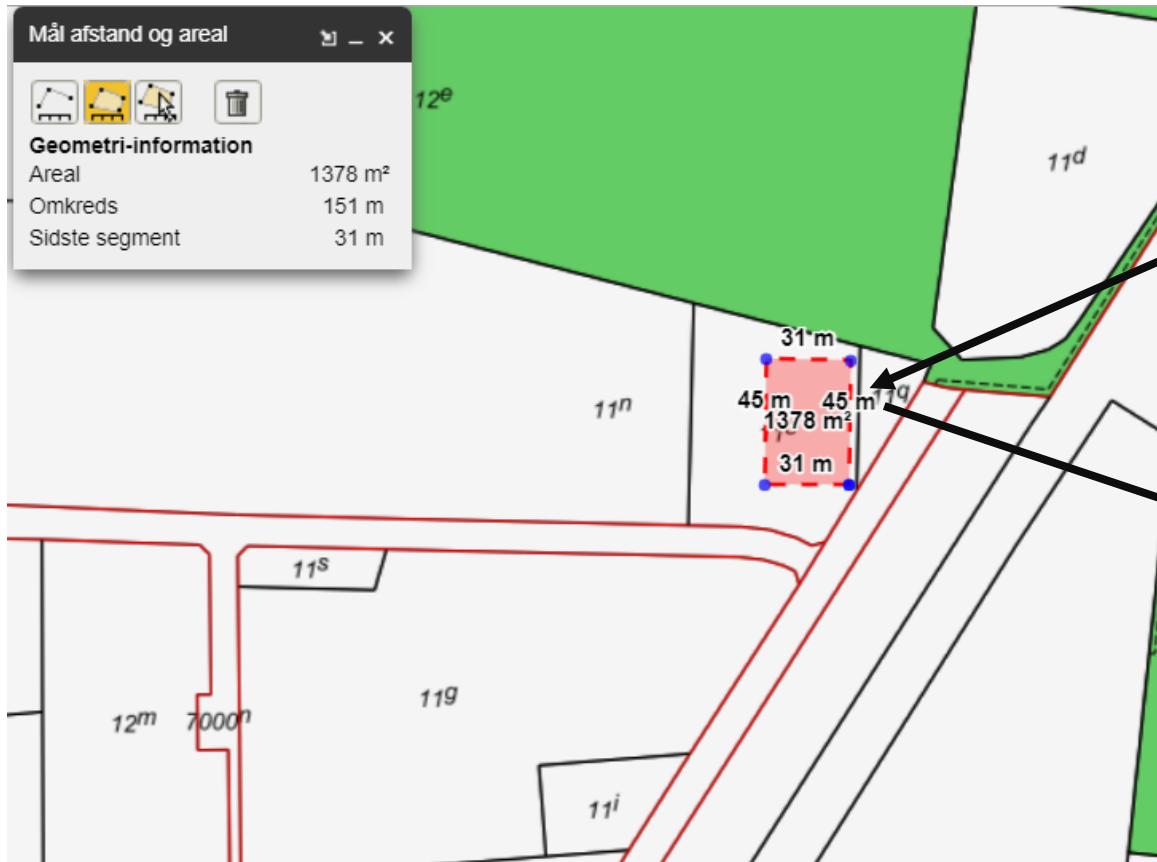 Mål afstand og areal
Geometri-information
Areal 1378 m²
Omkreds 151 m
Sidste segment 31 m
12e
11d
31 m
45 m
45 m
11q
11n
1378 m²
31 m
11s
11g
12m
7000n
11i